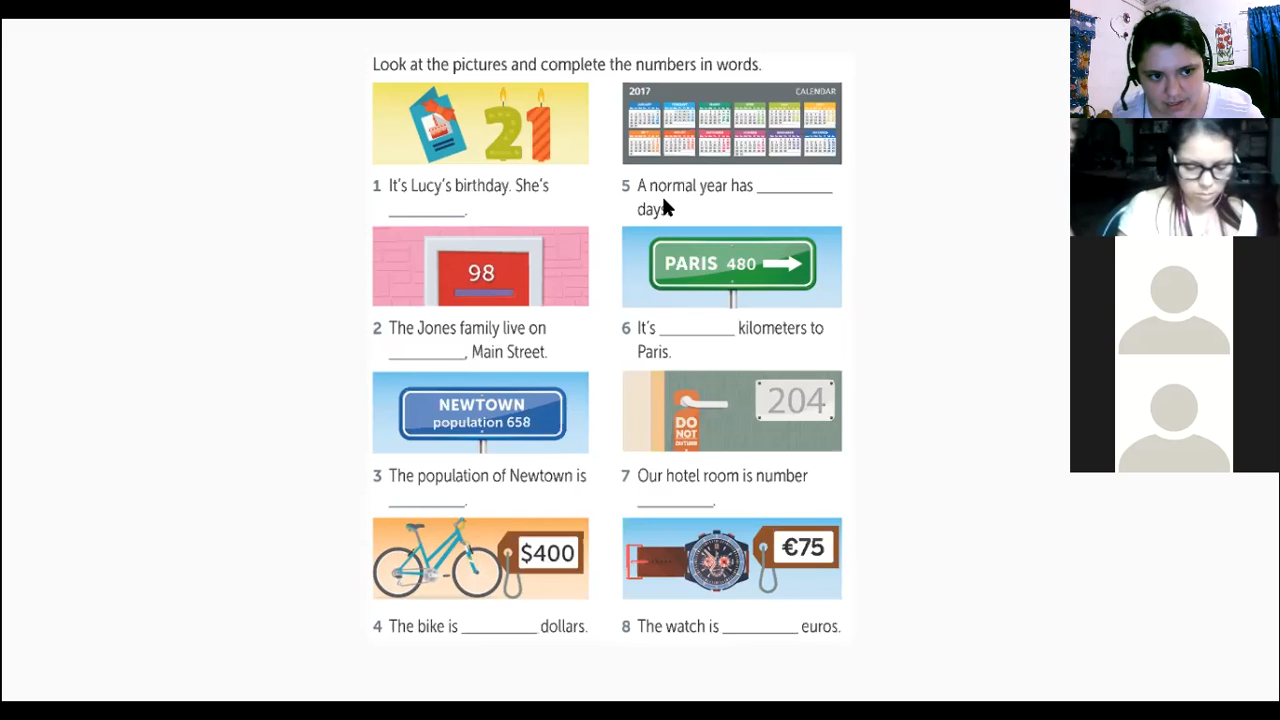 Look at the pictures and complete the numbers in words.
21
1 It's Lucy's birthday. She's
__________.
98
2 The Jones family live on
__________, Main Street.
NEWTOWN
population 658
3 The population of Newtown is
__________.
$400
4 The bike is __________ dollars.
2017 CALENDAR
5 A normal year has __________
days
PARIS 480
6 It's __________ kilometers to
Paris.
204
DO
NOT
DISTURB
7 Our hotel room is number
__________.
€75
8 The watch is __________ euros.